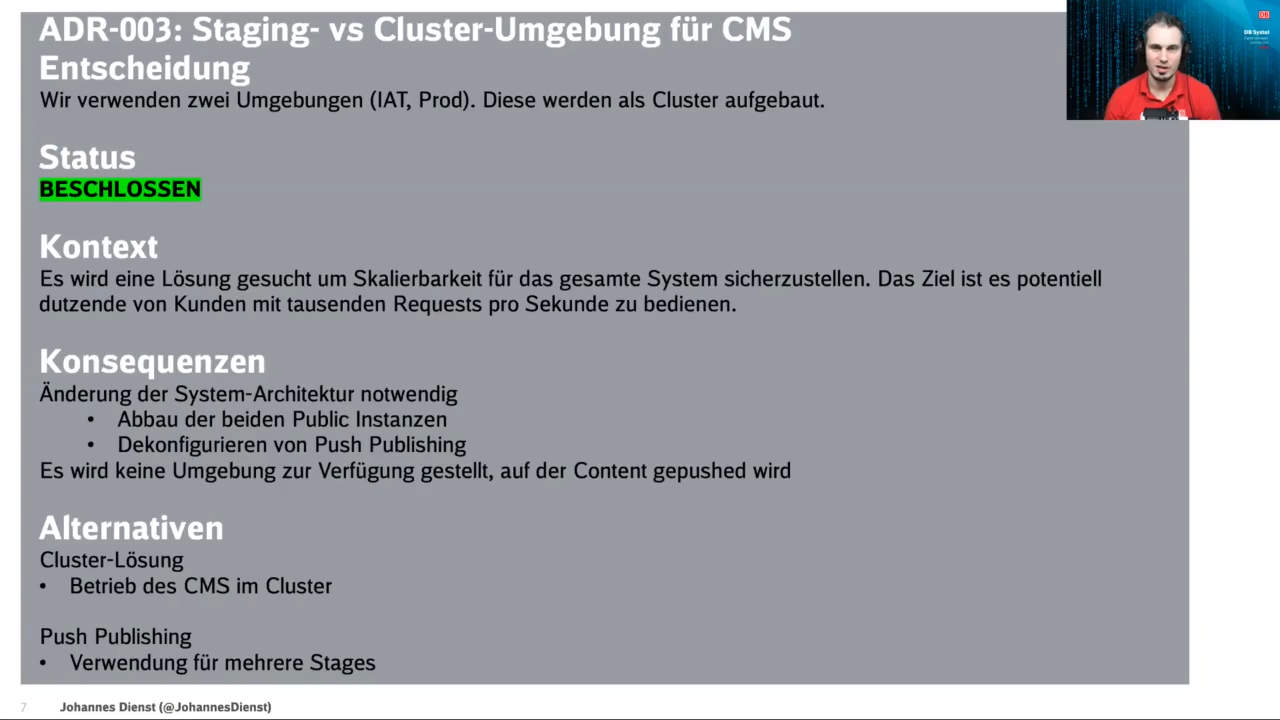 ADR-003: Staging- vs Cluster-Umgebung für CMS
Entscheidung
Wir verwenden zwei Umgebungen (IAT, Prod). Diese werden als Cluster aufgebaut.
Status
BESCHLOSSEN
Kontext
Es wird eine Lösung gesucht um Skalierbarkeit für das gesamte System sicherzustellen. Das Ziel ist es potentiell
dutzende von Kunden mit tausenden Requests pro Sekunde zu bedienen.
Konsequenzen
Änderung der System-Architektur notwendig
• Abbau der beiden Public Instanzen
• Dekonfigurieren von Push Publishing
Es wird keine Umgebung zur Verfügung gestellt, auf der Content gepushed wird
Alternativen
Cluster-Lösung
• Betrieb des CMS im Cluster
Push Publishing
• Verwendung für mehrere Stages
7 Johannes Dienst (@JohannesDienst)
DB
DB Systel